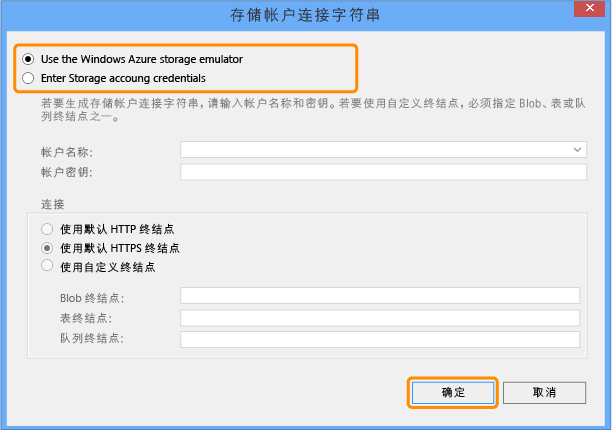 存储帐户连接字符串
Use the Windows Azure storage emulator
Enter Storage accoung credentials
若要生成存储帐户连接字符串，请输入帐户名称和密钥。若要使用自定义终结点，必须指定 Blob、表或队
列终结点之一。
帐户名称：
帐户密钥：
连接
使用默认 HTTP 终结点
使用默认 HTTPS 终结点
使用自定义终结点
Blob 终结点：
表终结点：
队列终结点：
确定 取消